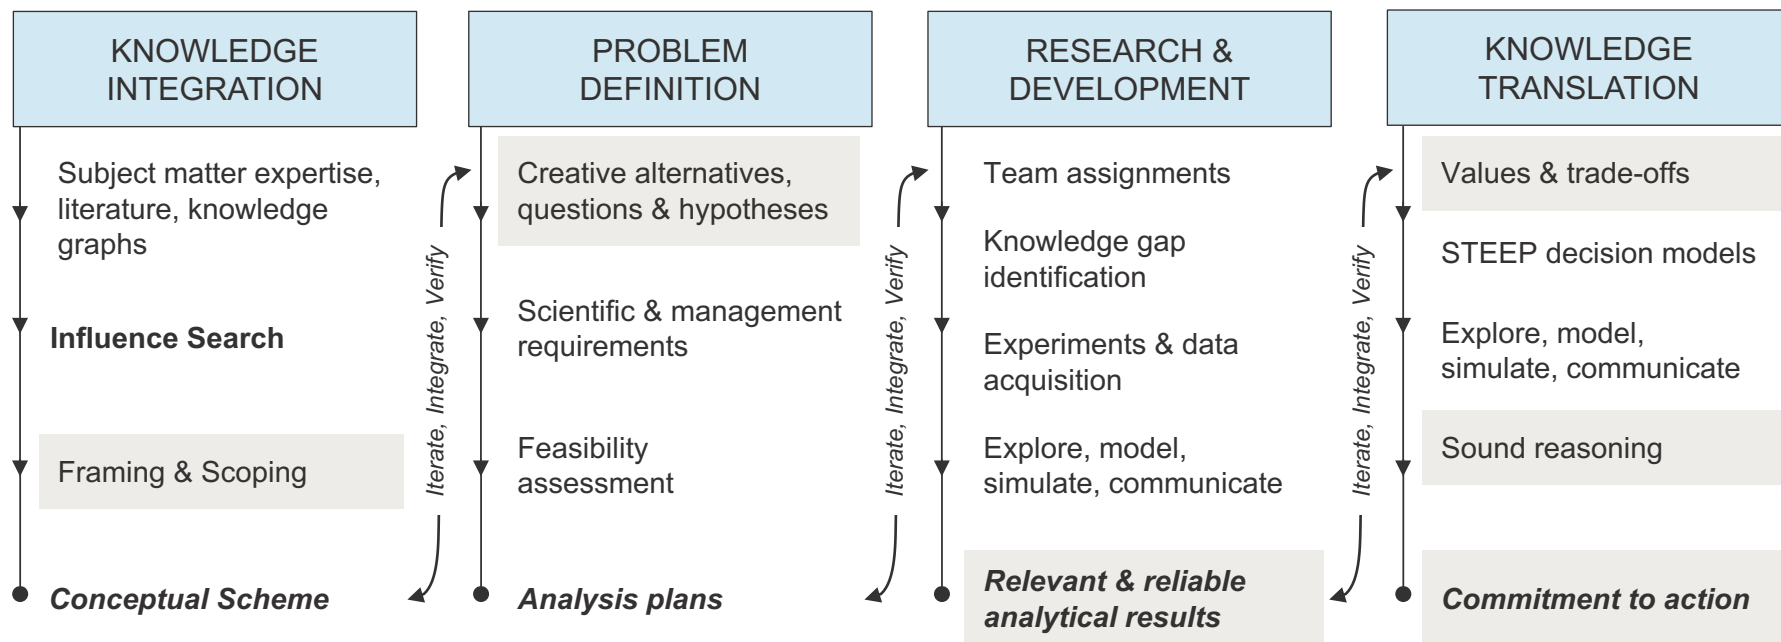 KNOWLEDGE
INTEGRATION
Subject matter expertise,
literature, knowledge
graphs
Influence Search
Framing & Scoping
Conceptual Scheme
Iterate, Integrate, Verify
PROBLEM
DEFINITION
Creative alternatives,
questions & hypotheses
Scientific & management
requirements
Feasibility
assessment
Analysis plans
Iterate, Integrate, Verify
RESEARCH &
DEVELOPMENT
Team assignments
Knowledge gap
identification
Experiments & data
acquisition
Explore, model,
simulate, communicate
Relevant & reliable
analytical results
Iterate, Integrate, Verify
KNOWLEDGE
TRANSLATION
Values & trade-offs
STEEP decision models
Explore, model,
simulate, communicate
Sound reasoning
Commitment to action